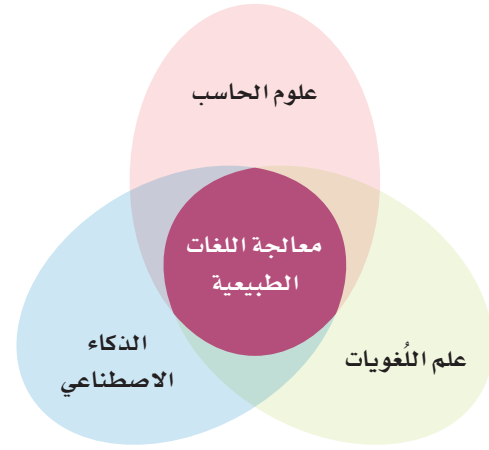 علوم الحاسب
معالجة اللغات
الطبيعية
الذكاء
الاصطناعي
علم اللُغويات